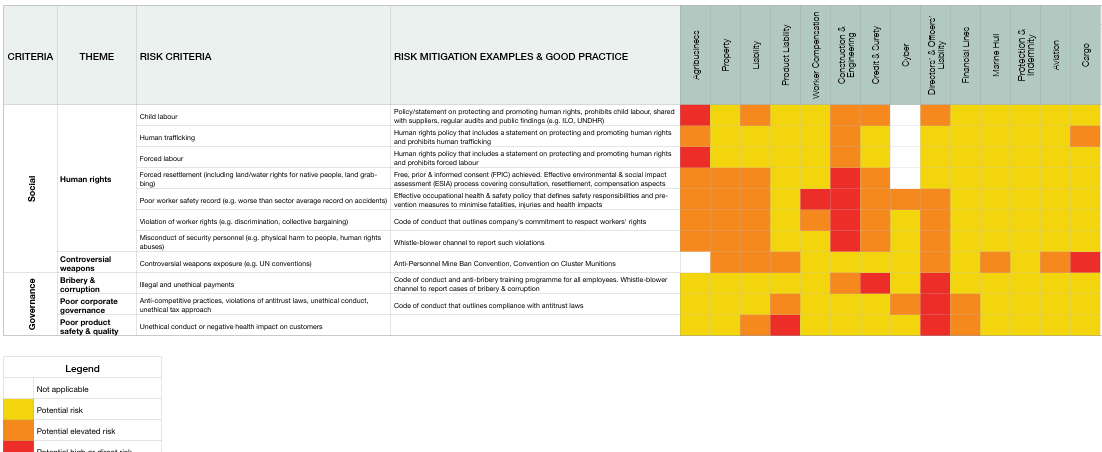 CRITERIA
THEME
RISK CRITERIA
RISK MITIGATION EXAMPLES & GOOD PRACTICE
Agribusiness
Property
Liability
Product Liability
Worker Compensation
Construction &
Engineering
Credit & Surety
Cyber
Directors' & Officers'
Liability
Financial Lines
Marine Hull
Protection &
Indemnity
Aviation
Cargo
Social
Human rights
Child labour
Policy/statement on protecting and promoting human rights, prohibits child labour, shared
with suppliers, regular audits and public findings (e.g. ILO, UNDHR)
Human trafficking
Human rights policy that includes a statement on protecting and promoting human rights
and prohibits human trafficking
Forced labour
Human rights policy that includes a statement on protecting and promoting human rights
and prohibits forced labour
Forced resettlement (including land/water rights for native people, land grab-
bing)
Free, prior & informed consent (FPIC) achieved. Effective environmental & social impact
assessment (ESIA) process covering consultation, resettlement, compensation aspects
Poor worker safety record (e.g. worse than sector average record on accidents)
Effective occupational health & safety policy that defines safety responsibilities and pre-
vention measures to minimise fatalities, injuries and health impacts
Violation of worker rights (e.g. discrimination, collective bargaining)
Code of conduct that outlines company's commitment to respect workers' rights
Misconduct of security personnel (e.g. physical harm to people, human rights
abuses)
Whistle-blower channel to report such violations
Controversial
weapons
Controversial weapons exposure (e.g. UN conventions)
Anti-Personnel Mine Ban Convention, Convention on Cluster Munitions
Governance
Bribery &
corruption
Illegal and unethical payments
Code of conduct and anti-bribery training programme for all employees. Whistle-blower
channel to report cases of bribery & corruption
Poor corporate
governance
Anti-competitive practices, violations of antitrust laws, unethical conduct,
unethical tax approach
Code of conduct that outlines compliance with antitrust laws
Poor product
safety & quality
Unethical conduct or negative health impact on customers
Legend
Not applicable
Potential risk
Potential elevated risk
Potential high or direct risk